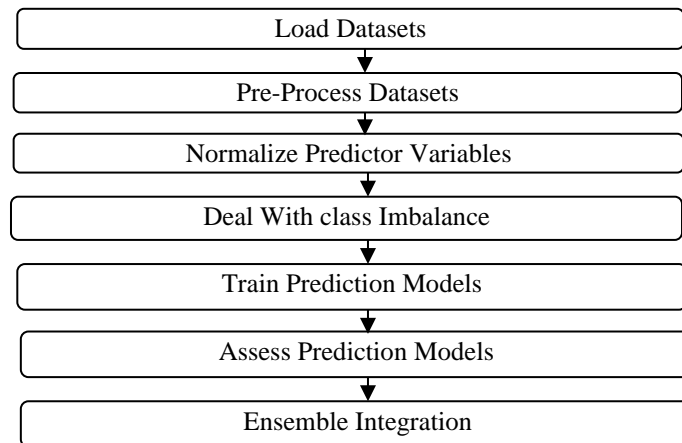 Load Datasets
Pre-Process Datasets
Normalize Predictor Variables
Deal With class Imbalance
Train Prediction Models
Assess Prediction Models
Ensemble Integration